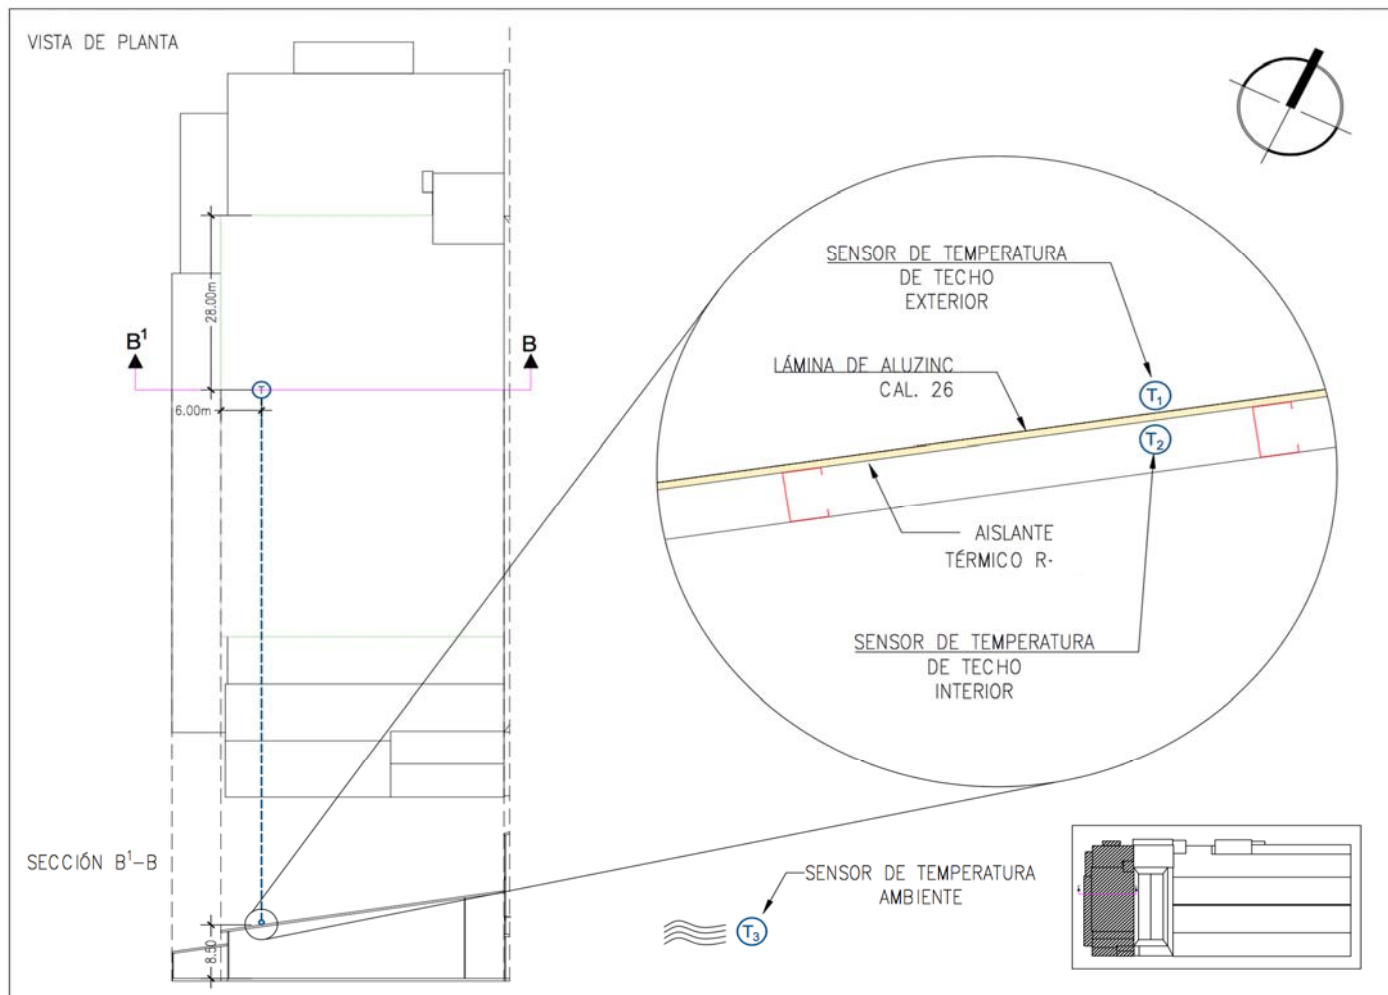 VISTA DE PLANTA
28.00m
B¹
B
T
6.00m
SENSOR DE TEMPERATURA
DE TECHO
EXTERIOR
LÁMINA DE ALUZINC
CAL. 26
T₁
T₂
AISLANTE
TÉRMICO R-
SENSOR DE TEMPERATURA
DE TECHO
INTERIOR
SECCIÓN B¹-B
8.50
SENSOR DE TEMPERATURA
AMBIENTE
T₃